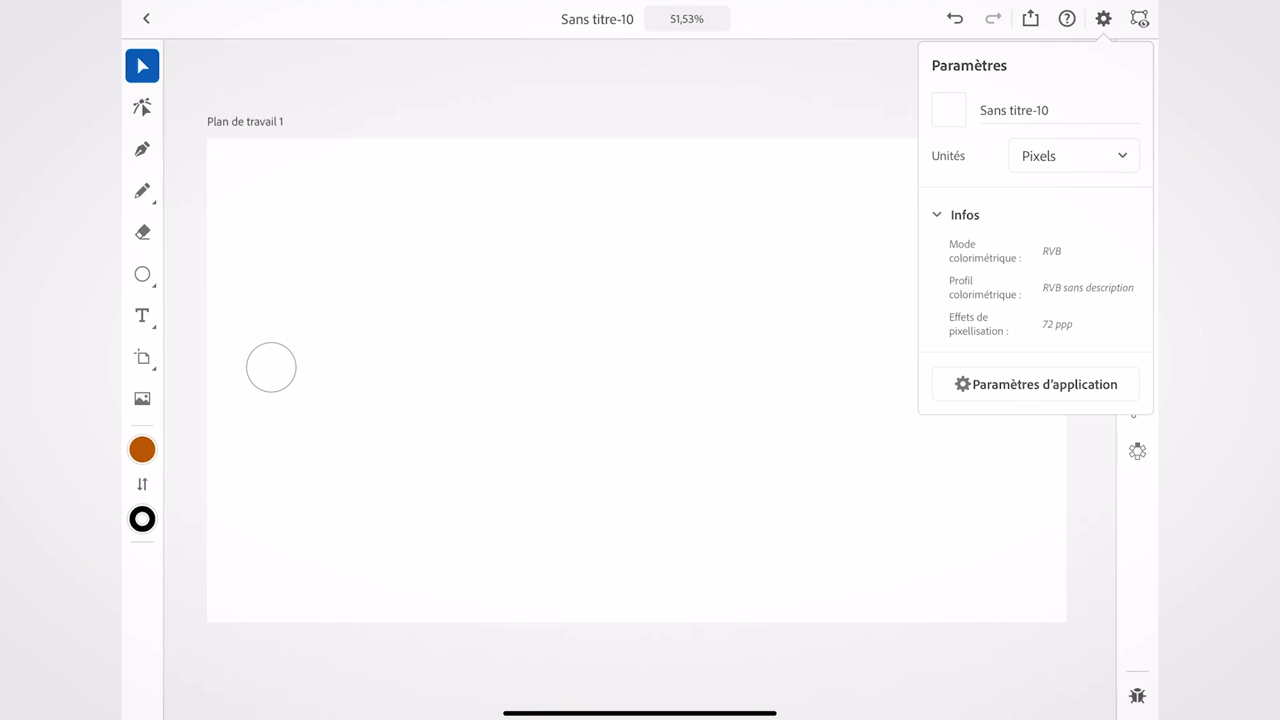 Sans titre-10
51,53%
Paramètres
Sans titre-10
Plan de travail 1
Unités
Pixels
Infos
Mode
colorimétrique :
RVB
Profil
colorimétrique :
RVB sans description
Effets de
pixellisation :
72 ppp
Paramètres d'application
T